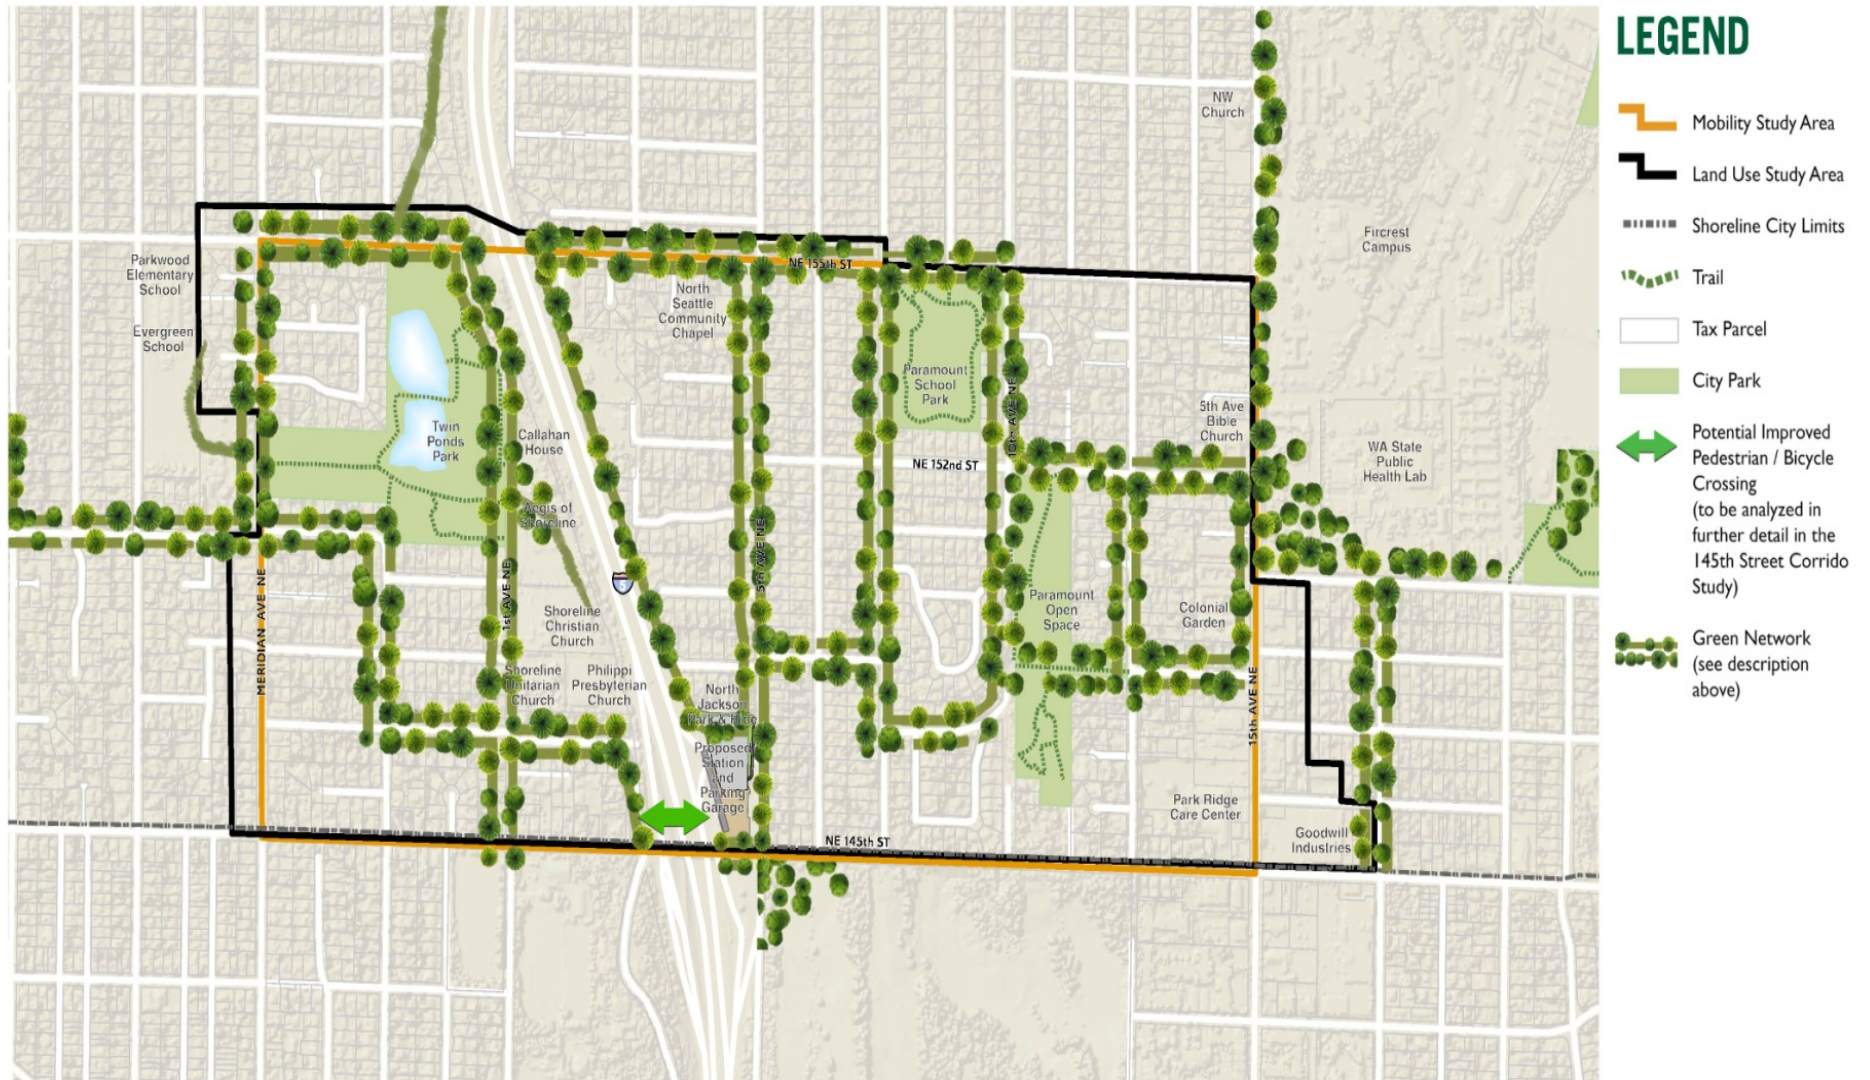 LEGEND
Mobility Study Area
Land Use Study Area
Shoreline City Limits
Trail
Tax Parcel
City Park
Potential Improved
Pedestrian / Bicycle
Crossing
(to be analyzed in
further detail in the
145th Street Corrido
Study)
Green Network
(see description
above)
NW
Church
Fircrest
Campus
Parkwood
Elementary
School
Evergreen
School
NE 155th ST
North
Seattle
Community
Chapel
Paramount
School
Park
10th AVE NE
5th Ave
Bible
Church
Twin
Ponds
Park
Callahan
House
NE 152nd ST
WA State
Public
Health Lab
Aegis of
Shoreline
5th AVE NE
1st AVE NE
MERIDIAN AVE NE
5
Shoreline
Christian
Church
Paramount
Open
Space
Colonial
Garden
Shoreline
Unitarian
Church
Philippi
Presbyterian
Church
North
Jackson
Park & Ride
15th AVE NE
Proposed
Station
and
Parking
Garage
Park Ridge
Care Center
NE 145th ST
Goodwill
Industries